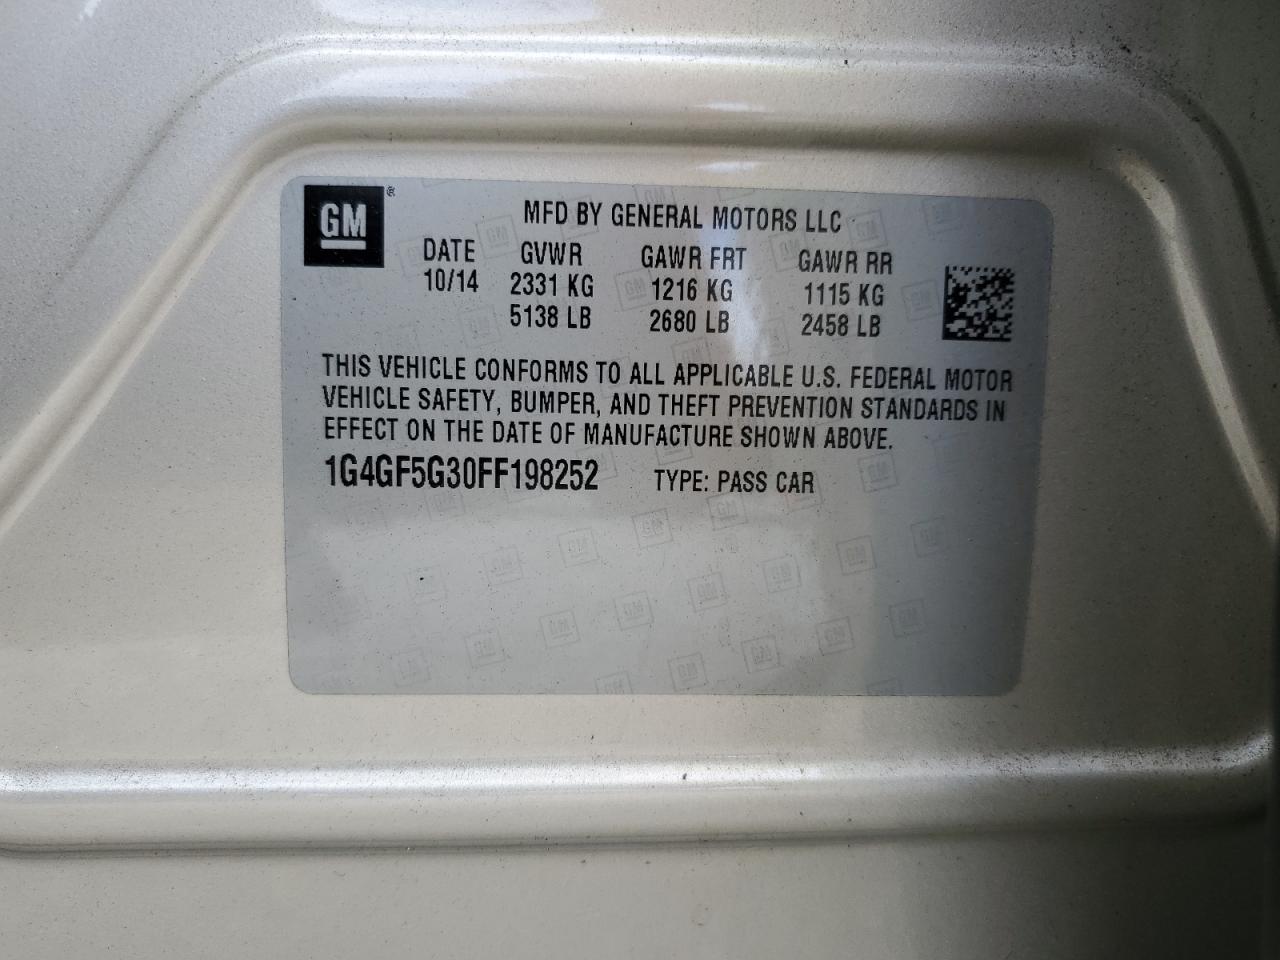 GM®
MFD BY GENERAL MOTORS LLC
DATE GVWR GAWR FRT GAWR RR
10/14 2331 KG 1216 KG 1115 KG
5138 LB 2680 LB 2458 LB
THIS VEHICLE CONFORMS TO ALL APPLICABLE U.S. FEDERAL MOTOR
VEHICLE SAFETY, BUMPER, AND THEFT PREVENTION STANDARDS IN
EFFECT ON THE DATE OF MANUFACTURE SHOWN ABOVE.
1G4GF5G30FF198252 TYPE: PASS CAR